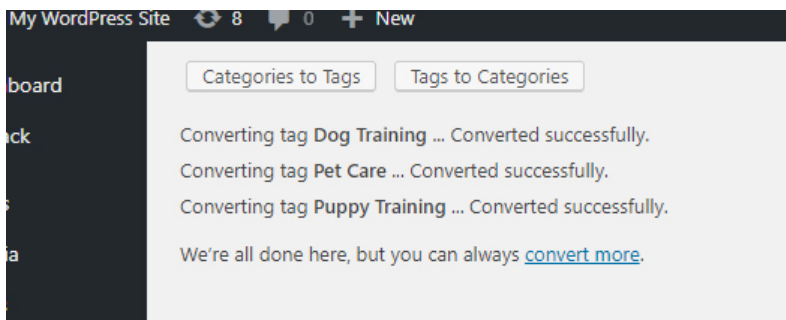 My WordPress Site 8 0 + New
Categories to Tags Tags to Categories
board
Converting tag Dog Training ... Converted successfully.
ack
Converting tag Pet Care ... Converted successfully.
s
Converting tag Puppy Training ... Converted successfully.
ia
We're all done here, but you can always convert more.